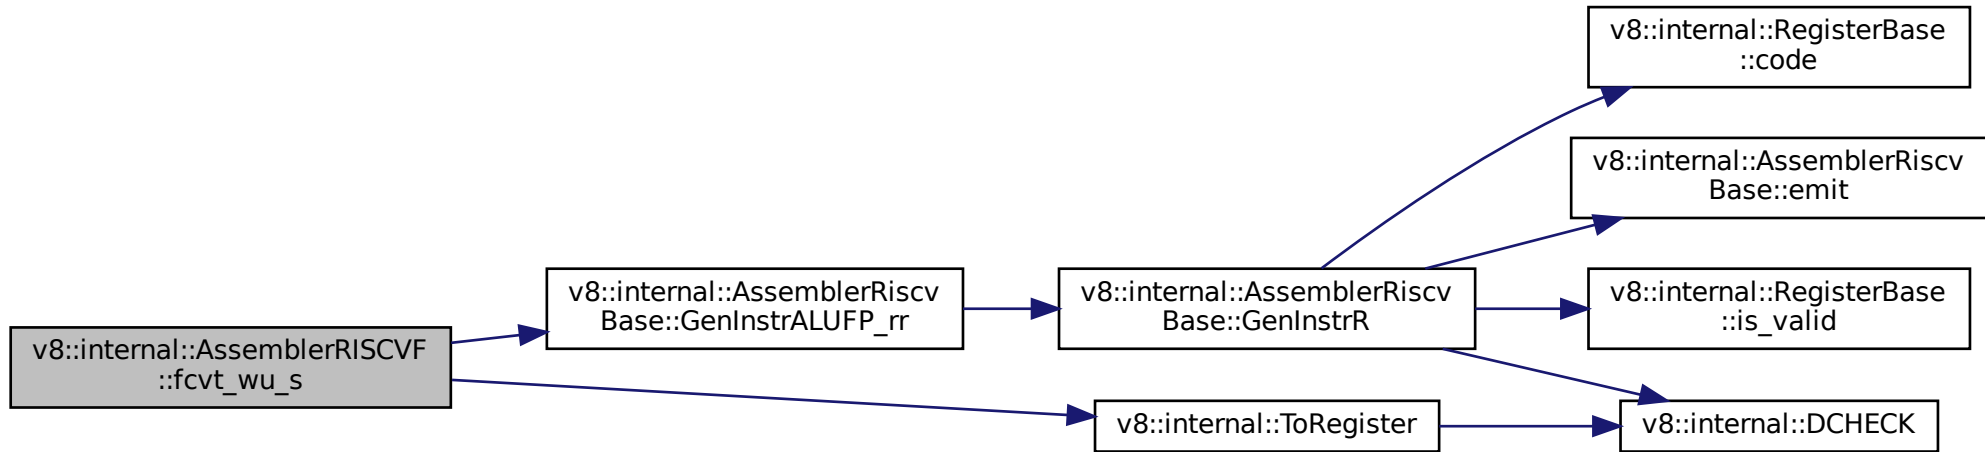 v8::internal::RegisterBase
::code
v8::internal::AssemblerRiscv
Base::emit
v8::internal::AssemblerRiscv
Base::GenInstrALUFP_rr
v8::internal::AssemblerRiscv
Base::GenInstrR
v8::internal::RegisterBase
::is_valid
v8::internal::AssemblerRISCVF
::fcvt_wu_s
v8::internal::ToRegister
v8::internal::DCHECK